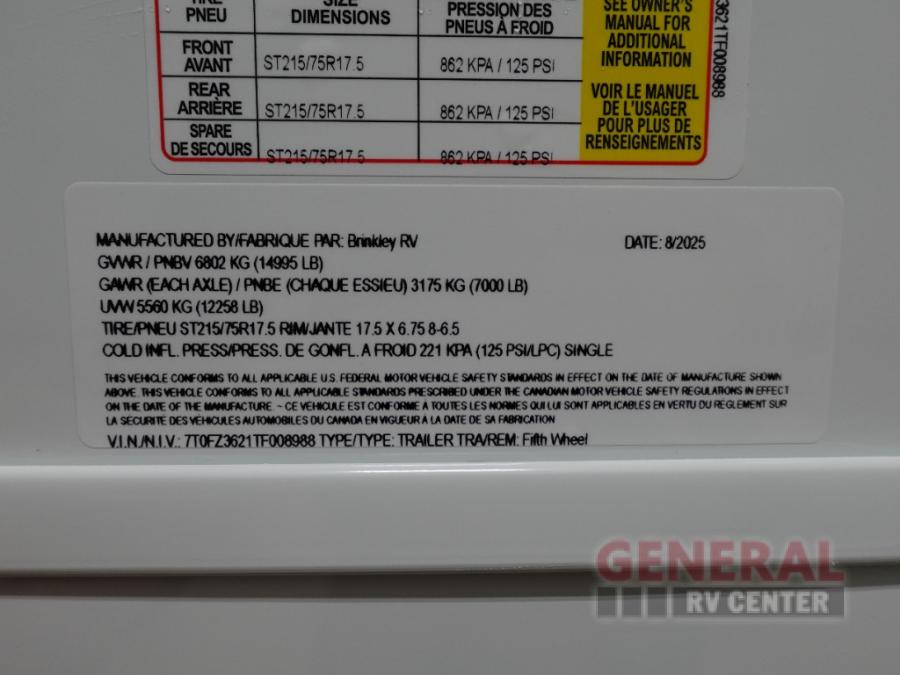 TIRE SIZE
PNEU DIMENSIONS PRESSION DES PNEUS À FROID
SEE OWNER'S
MANUAL FOR
ADDITIONAL
INFORMATION
FRONT
AVANT ST215/75R17.5 862 KPA / 125 PSI
REAR
ARRIÈRE ST215/75R17.5 862 KPA / 125 PSI
SPARE
DE SECOURS ST215/75R17.5 862 KPA / 125 PSI
VOIR LE MANUEL
DE L'USAGER
POUR PLUS DE
RENSEIGNEMENTS
3621TF008988
MANUFACTURED BY/FABRIQUE PAR: Brinkley RV DATE: 8/2025
GVWR / PNBV 6802 KG (14995 LB)
GAWR (EACH AXLE) / PNBE (CHAQUE ESSIEU) 3175 KG (7000 LB)
UVW 5560 KG (12258 LB)
TIRE/PNEU ST215/75R17.5 RIM/JANTE 17.5 X 6.75 8-6.5
COLD INFL. PRESS/PRESS. DE GONFL. A FROID 221 KPA (125 PSI/LPC) SINGLE
THIS VEHICLE CONFORMS TO ALL APPLICABLE U.S. FEDERAL MOTOR VEHICLE SAFETY STANDARDS IN EFFECT ON THE DATE OF MANUFACTURE SHOWN
ABOVE. THIS VEHICLE CONFORMS TO ALL APPLICABLE STANDARDS PRESCRIBED UNDER THE CANADIAN MOTOR VEHICLE SAFETY REGULATIONS IN EFFECT
ON THE DATE OF THE MANUFACTURE - CE VÉHICULE EST CONFORME À TOUTES LES NORMES QUI LUI SONT APPLICABLES EN VERTU DU REGLEMENT SUR
LA SECURITE DES VÉHICULES AUTOMOBILES DU CANADA EN VIGUEUR À LA DATE DE SA FABRICATION
V.I.N./N.I.V.: 7T0FZ3621TF008988 TYPE/TYPE: TRAILER TRA/REM: Fifth Wheel
GENERAL
RV CENTER